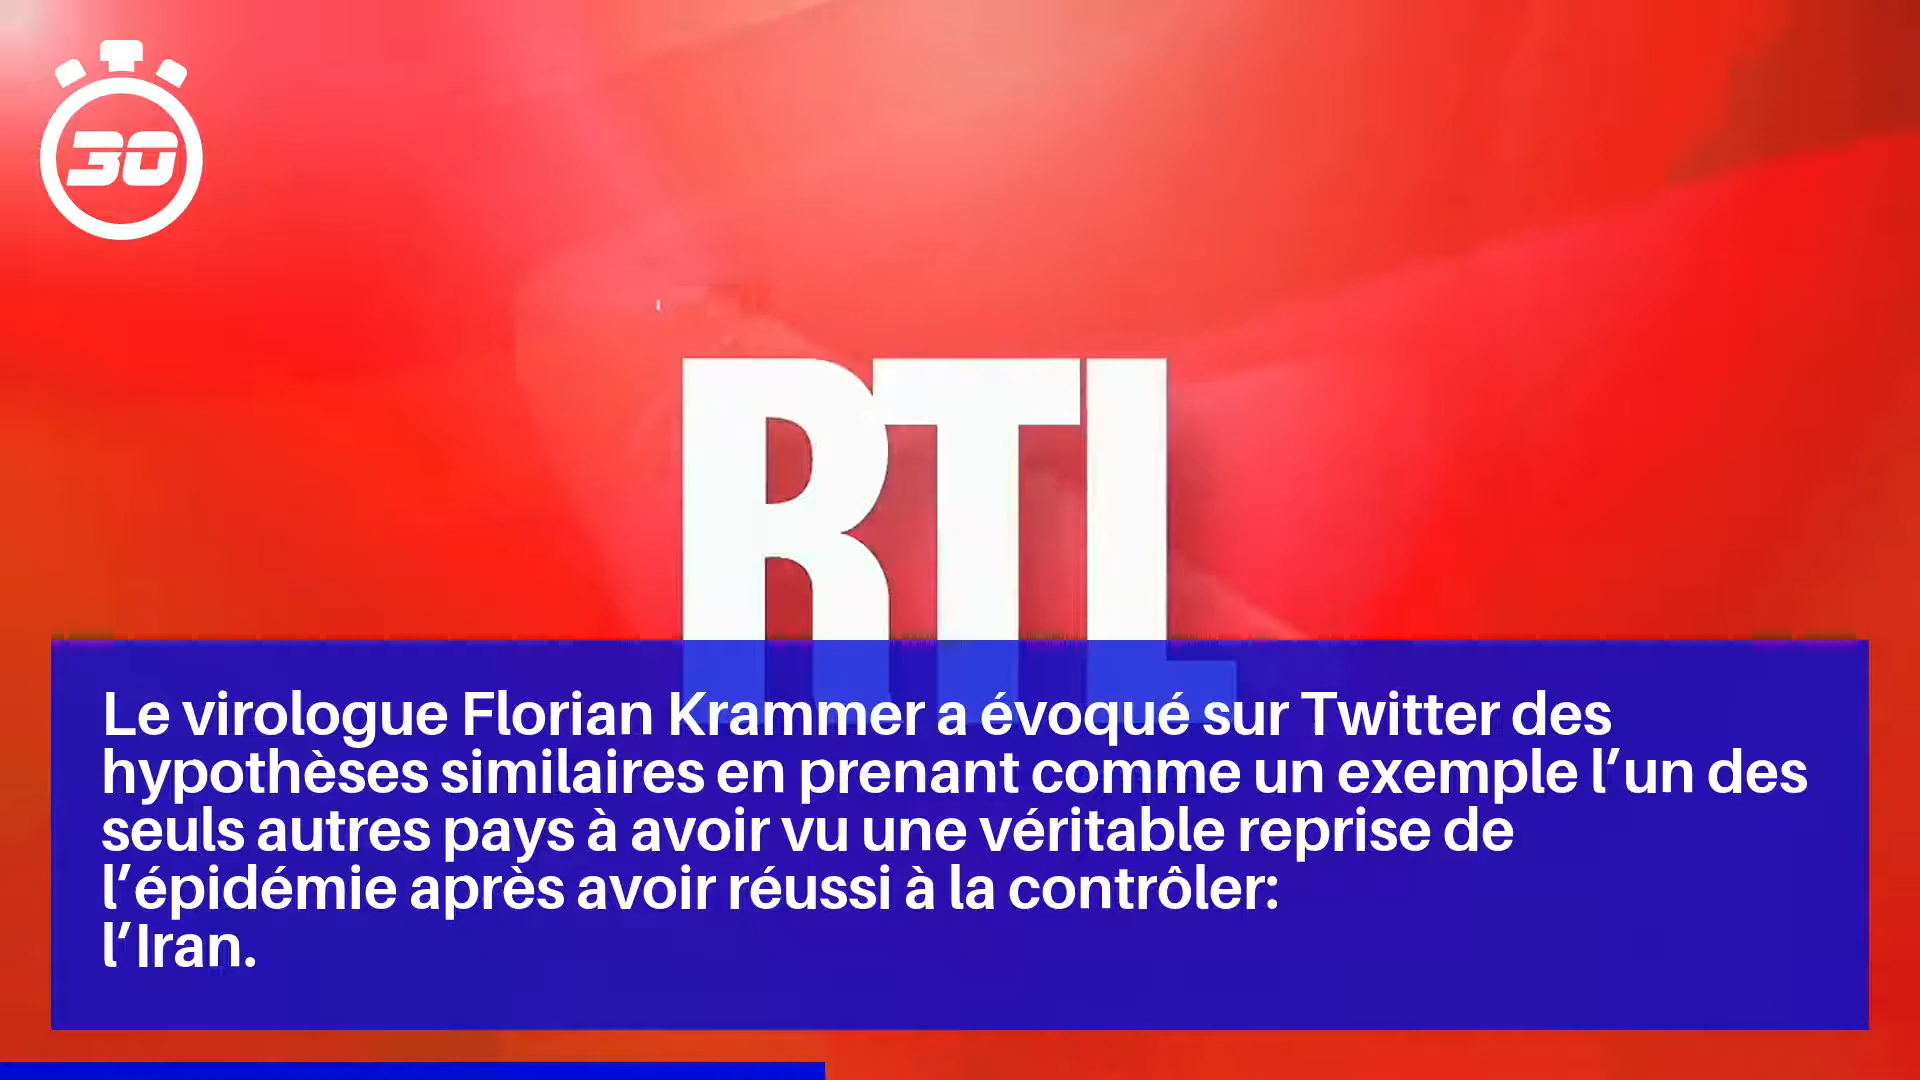 30
RTL
Le virologue Florian Krammer a évoqué sur Twitter des
hypothèses similaires en prenant comme un exemple l’un des
seuls autres pays à avoir vu une véritable reprise de
l’épidémie après avoir réussi à la contrôler:
l’Iran.